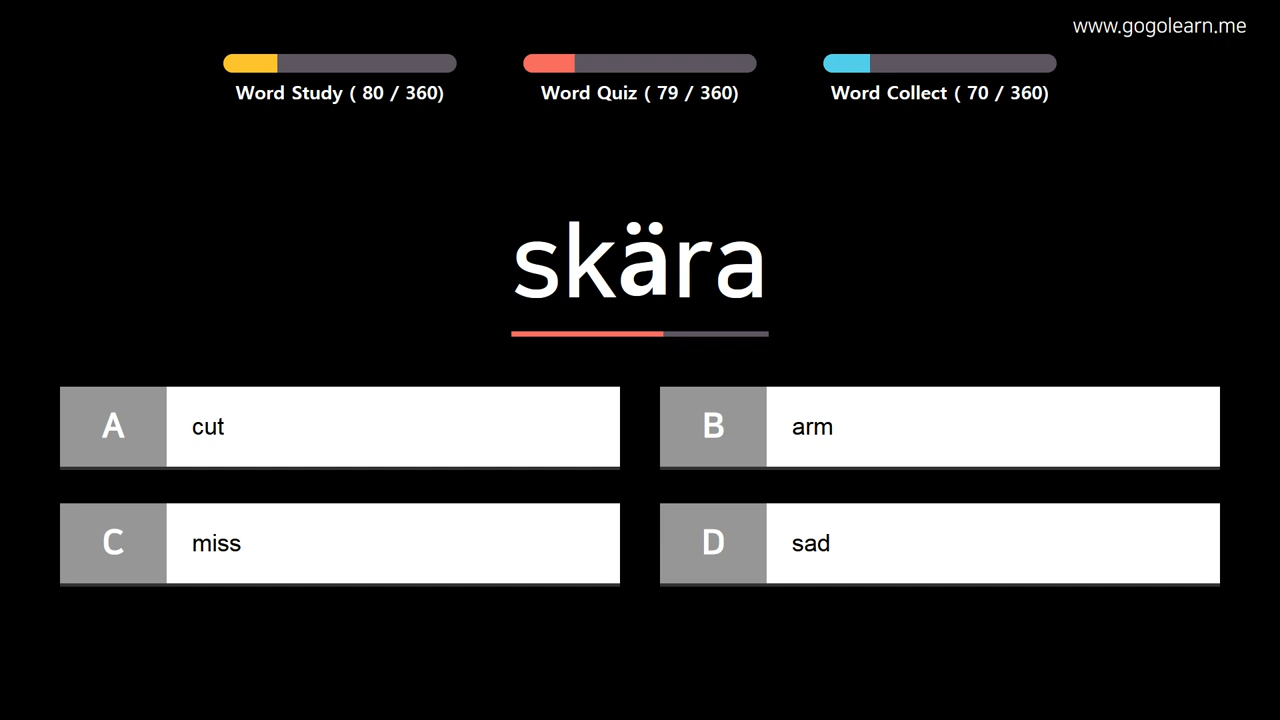 www.gogolearn.me
Word Study ( 80 / 360)
Word Quiz ( 79 / 360)
Word Collect ( 70 / 360)
skära
A cut
B arm
C miss
D sad